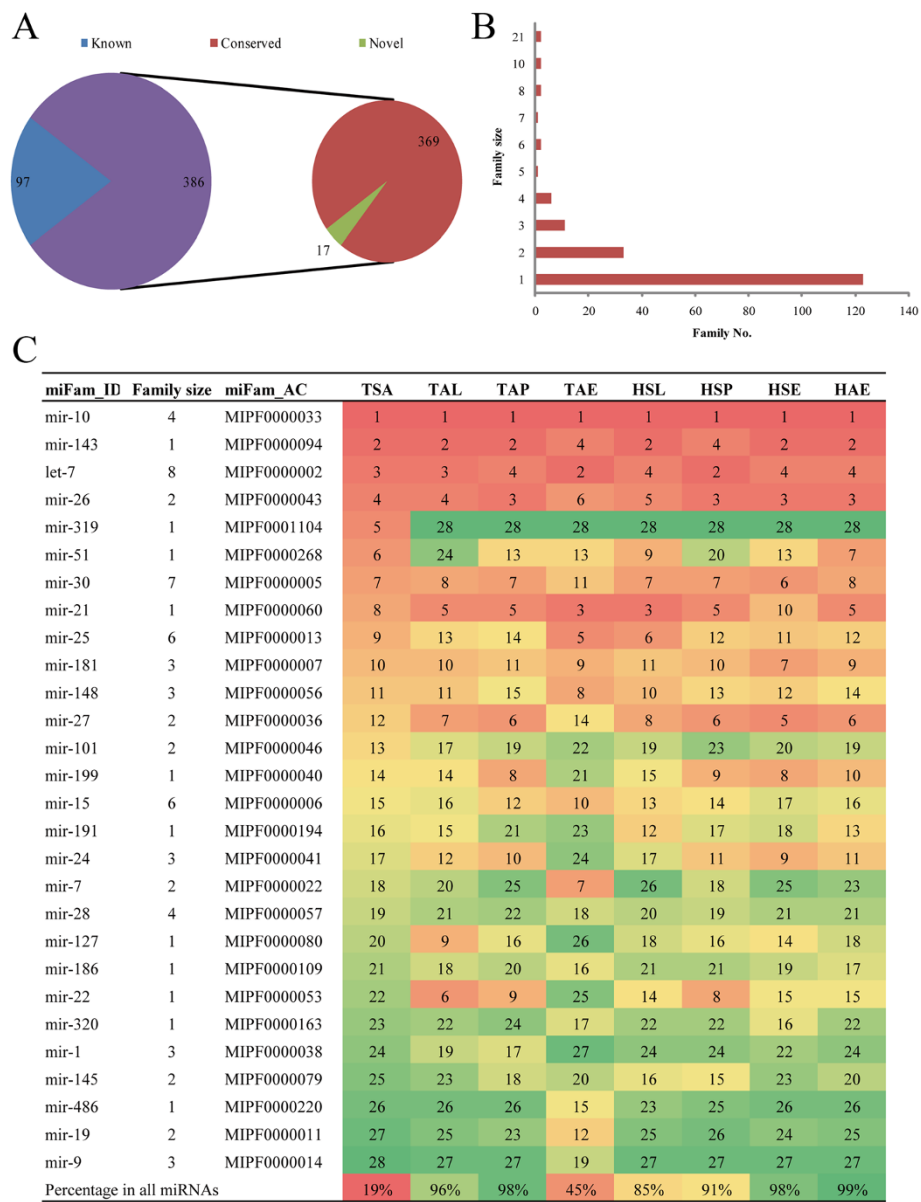 A
B
Known Conserved Novel
97
386
369
17
Family size
21
10
8
7
6
5
4
3
2
1
0 20 40 60 80 100 120 140
Family No.
C
miFam_ID Family size miFam_AC TSA TAL TAP TAE HSL HSP HSE HAE
mir-10 4 MIPF0000033 1 1 1 1 1 1 1 1
mir-143 1 MIPF0000094 2 2 2 4 2 4 2 2
let-7 8 MIPF0000002 3 3 4 2 4 2 4 4
mir-26 2 MIPF0000043 4 4 3 6 5 3 3 3
mir-319 1 MIPF0001104 5 28 28 28 28 28 28 28
mir-51 1 MIPF0000268 6 24 13 13 9 20 13 7
mir-30 7 MIPF0000005 7 8 7 11 7 7 6 8
mir-21 1 MIPF0000060 8 5 5 3 3 5 10 5
mir-25 6 MIPF0000013 9 13 14 5 6 12 11 12
mir-181 3 MIPF0000007 10 10 11 9 11 10 7 9
mir-148 3 MIPF0000056 11 11 15 8 10 13 12 14
mir-27 2 MIPF0000036 12 7 6 14 8 6 5 6
mir-101 2 MIPF0000046 13 17 19 22 19 23 20 19
mir-199 1 MIPF0000040 14 14 8 21 15 9 8 10
mir-15 6 MIPF0000006 15 16 12 10 13 14 17 16
mir-191 1 MIPF0000194 16 15 21 23 12 17 18 13
mir-24 3 MIPF0000041 17 12 10 24 17 11 9 11
mir-7 2 MIPF0000022 18 20 25 7 26 18 25 23
mir-28 4 MIPF0000057 19 21 22 18 20 19 21 21
mir-127 1 MIPF0000080 20 9 16 26 18 16 14 18
mir-186 1 MIPF0000109 21 18 20 16 21 21 19 17
mir-22 1 MIPF0000053 22 6 9 25 14 8 15 15
mir-320 1 MIPF0000163 23 22 24 17 22 22 16 22
mir-1 3 MIPF0000038 24 19 17 27 24 24 22 24
mir-145 2 MIPF0000079 25 23 18 20 16 15 23 20
mir-486 1 MIPF0000220 26 26 26 15 23 25 26 26
mir-19 2 MIPF0000011 27 25 23 12 25 26 24 25
mir-9 3 MIPF0000014 28 27 27 19 27 27 27 27
Percentage in all miRNAs 19% 96% 98% 45% 85% 91% 98% 99%